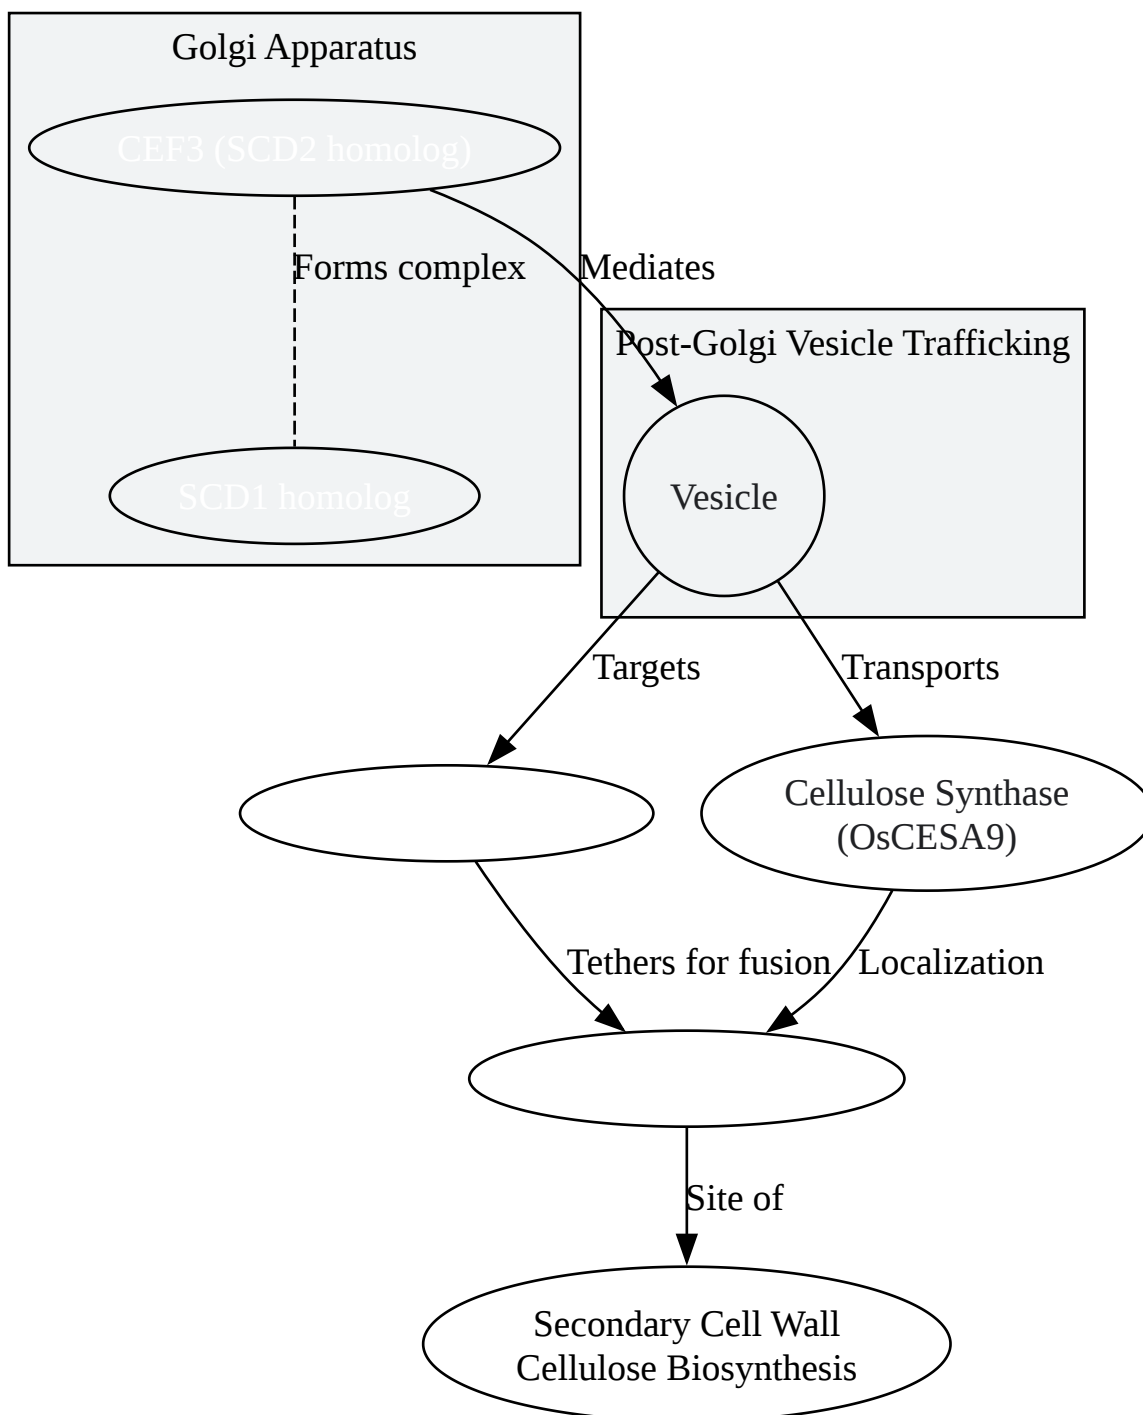 Golgi Apparatus
CEF3 (SCD2 homolog)
Forms complex
Mediates
Post-Golgi Vesicle Trafficking
SCD1 homolog
Vesicle
Targets
Transports
Cellulose Synthase
(OsCESA9)
Tethers for fusion
Localization
Site of
Secondary Cell Wall
Cellulose Biosynthesis